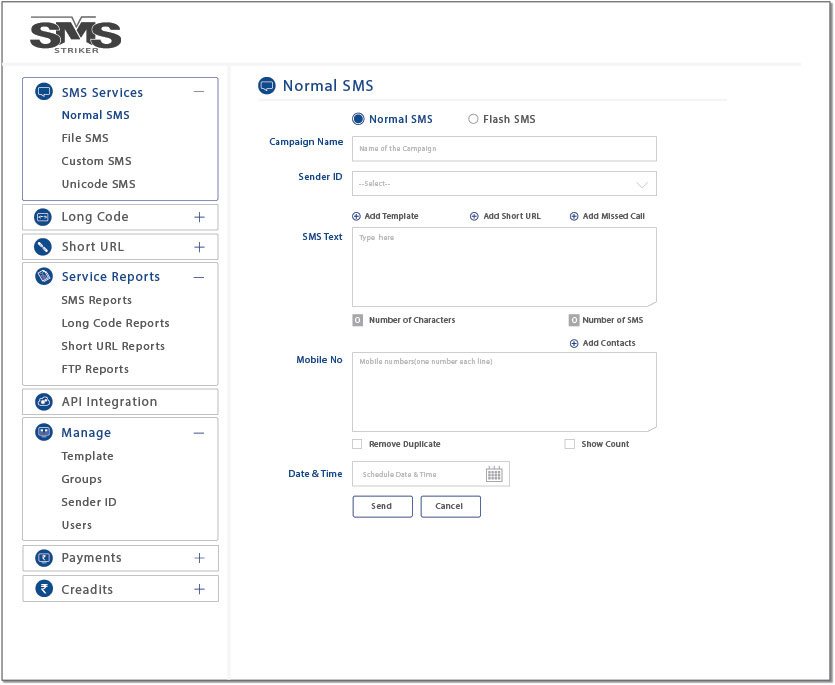 SMS
STRIKER
SMS Services
Normal SMS
File SMS
Custom SMS
Unicode SMS
Long Code
Short URL
Service Reports
SMS Reports
Long Code Reports
Short URL Reports
FTP Reports
API Integration
Manage
Template
Groups
Sender ID
Users
Payments
₹ Creadits
Normal SMS
Normal SMS Flash SMS
Campaign Name Name of the Campaign
Sender ID --Select--
Add Template Add Short URL Add Missed Call
SMS Text Type here
0 Number of Characters 0 Number of SMS
Add Contacts
Mobile No Mobile numbers(one number each line)
Remove Duplicate Show Count
Date & Time Schedule Date & Time
Send Cancel